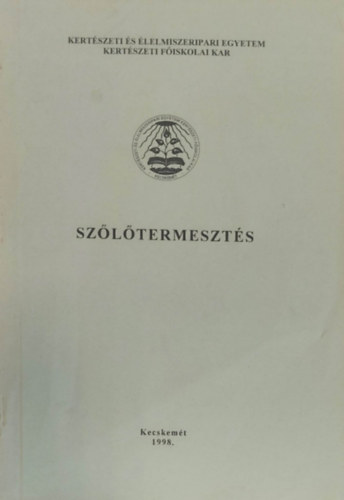 KERTÉSZETI ÉS ÉLELMISZERIPARI EGYETEM
KERTÉSZETI FŐISKOLAI KAR
SZŐLŐTERMESZTÉS
Kecskemét
1998.